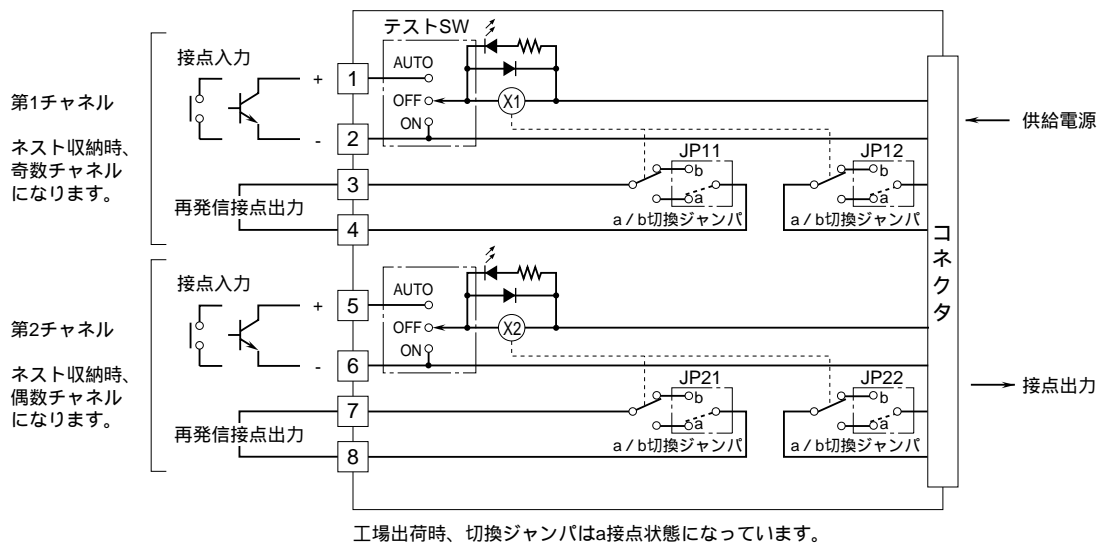 テストSW
接点入力
第1チャネル
ネスト収納時、
奇数チャネル
になります。
+
-
1
2
3
4
再発信接点出力
AUTO
OFF
ON
X1
JP11
b
a
a / b切換ジャンパ
JP12
b
a
a / b切換ジャンパ
供給電源
コネクタ
接点入力
第2チャネル
ネスト収納時、
偶数チャネル
になります。
+
-
5
6
7
8
再発信接点出力
AUTO
OFF
ON
X2
JP21
b
a
a / b切換ジャンパ
JP22
b
a
a / b切換ジャンパ
接点出力
工場出荷時、切換ジャンパはa接点状態になっています。